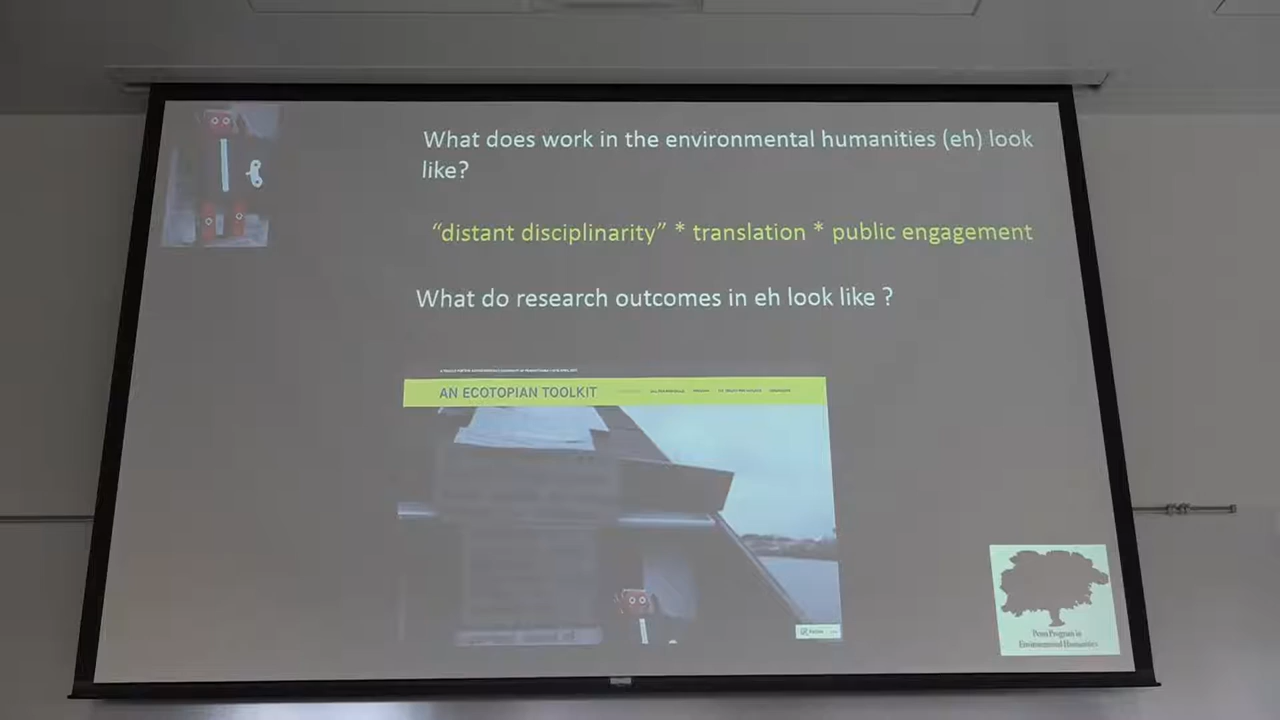 What does work in the environmental humanities (eh) look
like?
“distant disciplinarity” * translation * public engagement
What do research outcomes in eh look like ?
AN ECOTOPIAN TOOLKIT
Penn Program in
Environmental Humanities